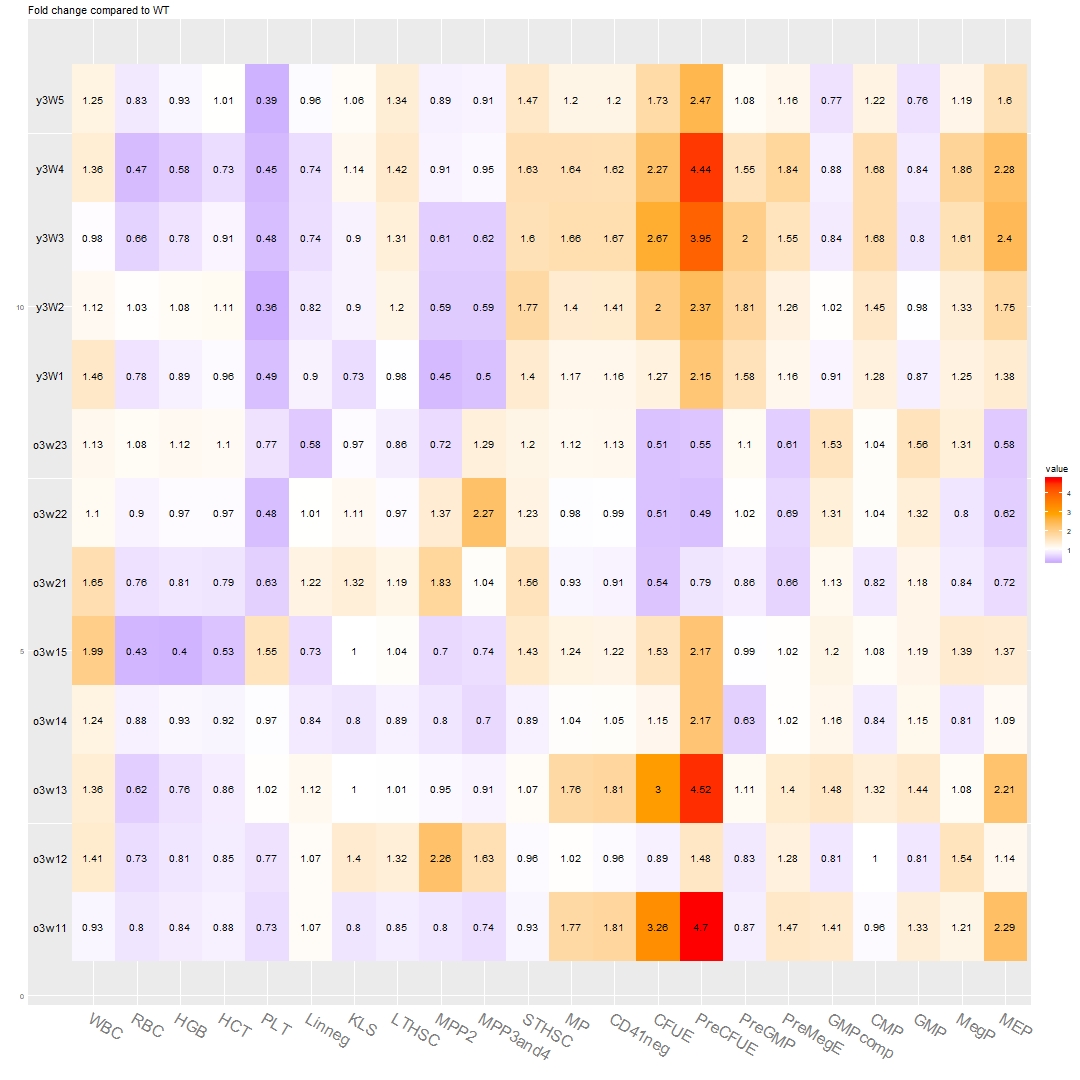 Fold change compared to WT
y3W5 1.25 0.83 0.93 1.01 0.39 0.96 1.06 1.34 0.89 0.91 1.47 1.2 1.2 1.73 2.47 1.08 1.16 0.77 1.22 0.76 1.19 1.6
y3W4 1.36 0.47 0.58 0.73 0.45 0.74 1.14 1.42 0.91 0.95 1.63 1.64 1.62 2.27 4.44 1.55 1.84 0.88 1.68 0.84 1.86 2.28
y3W3 0.98 0.66 0.78 0.91 0.48 0.74 0.9 1.31 0.61 0.62 1.6 1.66 1.67 2.67 3.95 2 1.55 0.84 1.68 0.8 1.61 2.4
10 y3W2 1.12 1.03 1.08 1.11 0.36 0.82 0.9 1.2 0.59 0.59 1.77 1.4 1.41 2 2.37 1.81 1.26 1.02 1.45 0.98 1.33 1.75
y3W1 1.46 0.78 0.89 0.96 0.49 0.9 0.73 0.98 0.45 0.5 1.4 1.17 1.16 1.27 2.15 1.58 1.16 0.91 1.28 0.87 1.25 1.38
o3w23 1.13 1.08 1.12 1.1 0.77 0.58 0.97 0.86 0.72 1.29 1.2 1.12 1.13 0.51 0.55 1.1 0.61 1.53 1.04 1.56 1.31 0.58
o3w22 1.1 0.9 0.97 0.97 0.48 1.01 1.11 0.97 1.37 2.27 1.23 0.98 0.99 0.51 0.49 1.02 0.69 1.31 1.04 1.32 0.8 0.62
o3w21 1.65 0.76 0.81 0.79 0.63 1.22 1.32 1.19 1.83 1.04 1.56 0.93 0.91 0.54 0.79 0.86 0.66 1.13 0.82 1.18 0.84 0.72
5 o3w15 1.99 0.43 0.4 0.53 1.55 0.73 1 1.04 0.7 0.74 1.43 1.24 1.22 1.53 2.17 0.99 1.02 1.2 1.08 1.19 1.39 1.37
o3w14 1.24 0.88 0.93 0.92 0.97 0.84 0.8 0.89 0.8 0.7 0.89 1.04 1.05 1.15 2.17 0.63 1.02 1.16 0.84 1.15 0.81 1.09
o3w13 1.36 0.62 0.76 0.86 1.02 1.12 1 1.01 0.95 0.91 1.07 1.76 1.81 3 4.52 1.11 1.4 1.48 1.32 1.44 1.08 2.21
o3w12 1.41 0.73 0.81 0.85 0.77 1.07 1.4 1.32 2.26 1.63 0.96 1.02 0.96 0.89 1.48 0.83 1.28 0.81 1 0.81 1.54 1.14
o3w11 0.93 0.8 0.84 0.88 0.73 1.07 0.8 0.85 0.8 0.74 0.93 1.77 1.81 3.26 4.7 0.87 1.47 1.41 0.96 1.33 1.21 2.29
0
WBC RBC HGB HCT PLT Linneg KLS LTHSC MPP2 MPP3and4 STHSC MP CD41neg CFUE PreCFUE PreGMP PreMegE GMPcomp CMP GMP MegP MEP
value
4
3
2
1